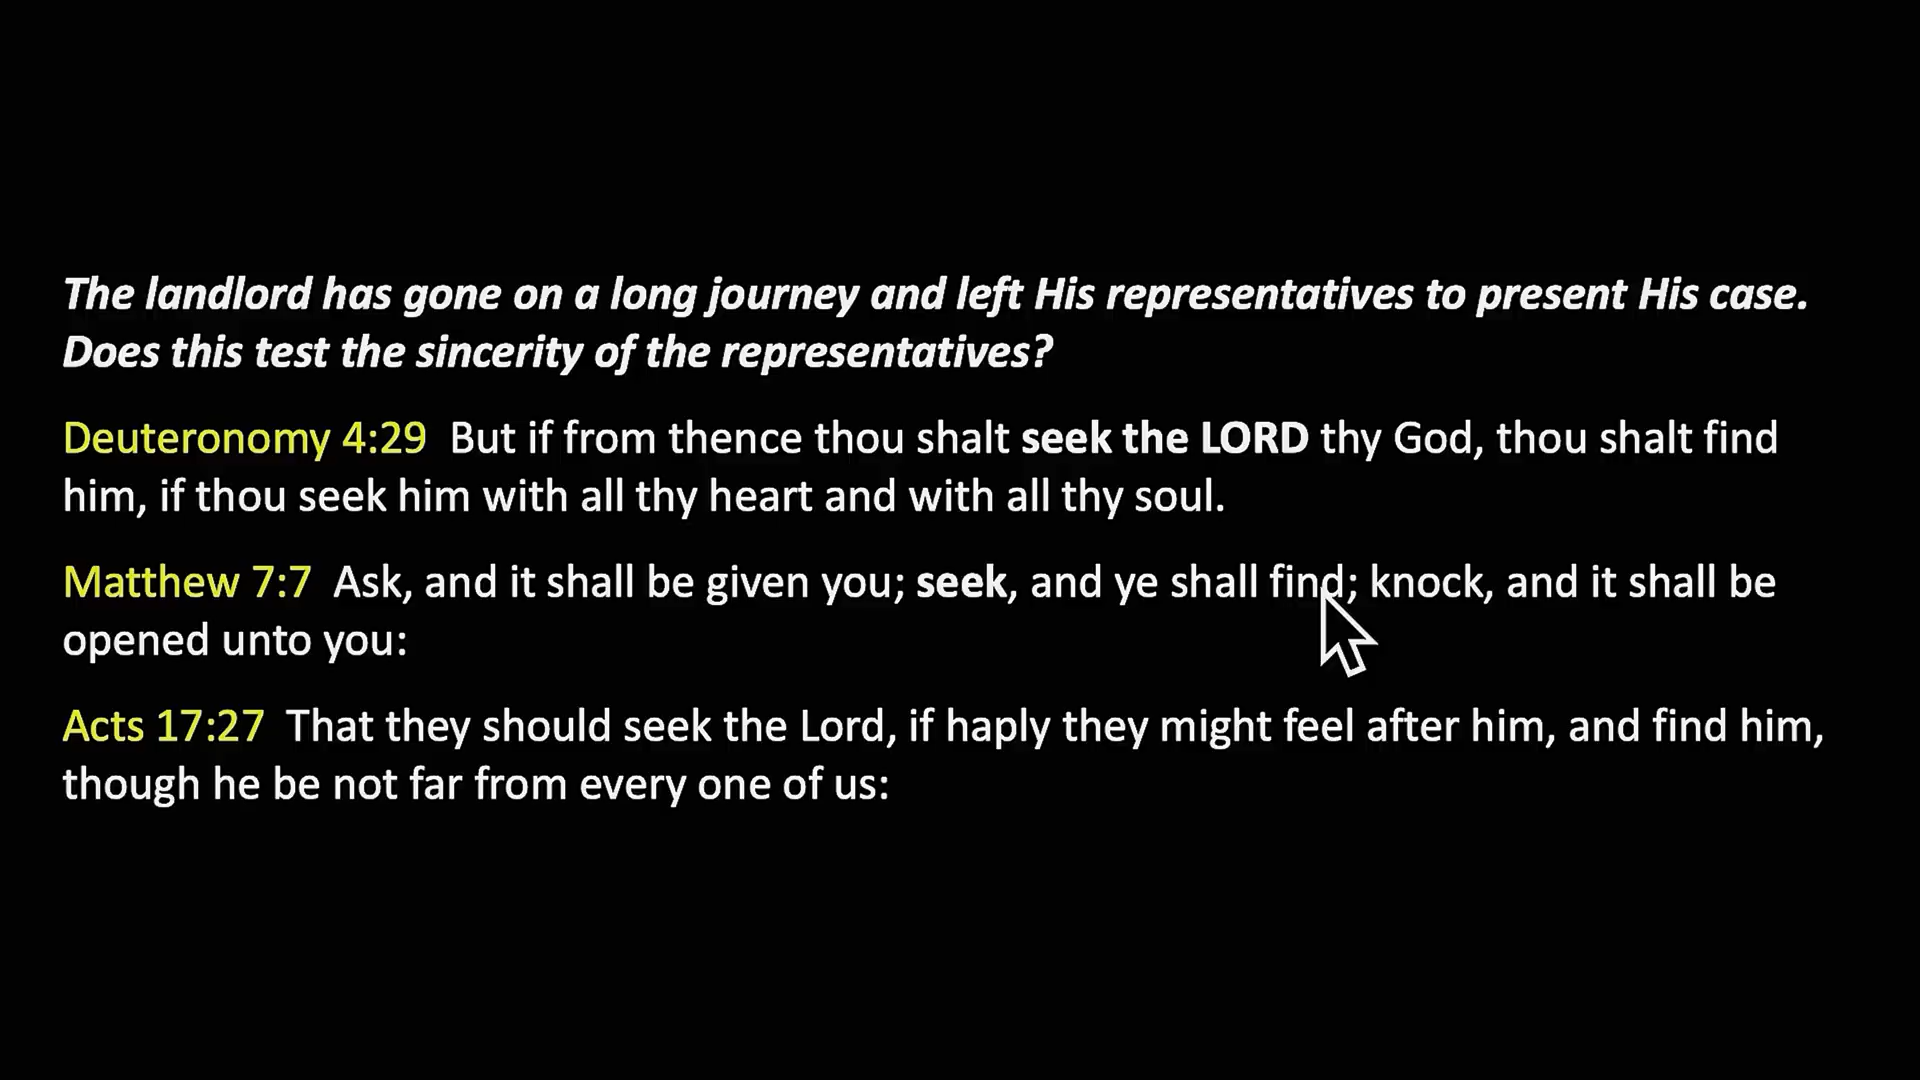 The landlord has gone on a long journey and left His representatives to present His case.
Does this test the sincerity of the representatives?
Deuteronomy 4:29 But if from thence thou shalt seek the LORD thy God, thou shalt find
him, if thou seek him with all thy heart and with all thy soul.
Matthew 7:7 Ask, and it shall be given you; seek, and ye shall find; knock, and it shall be
opened unto you:
Acts 17:27 That they should seek the Lord, if haply they might feel after him, and find him,
though he be not far from every one of us: